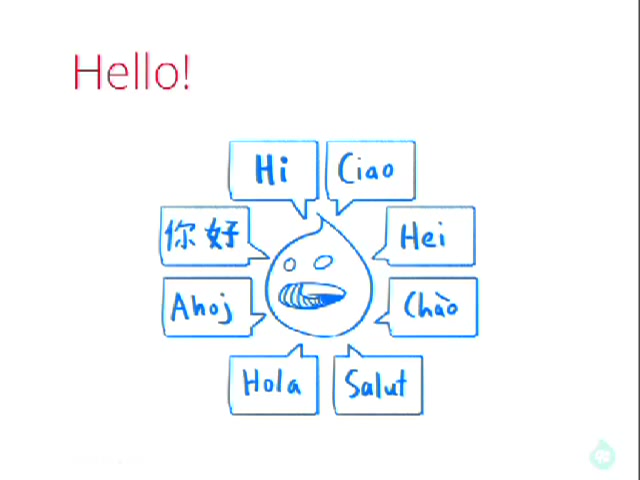 Hello!
Hi
Ciao
你好
Hei
Ahoj
Chào
Hola
Salut